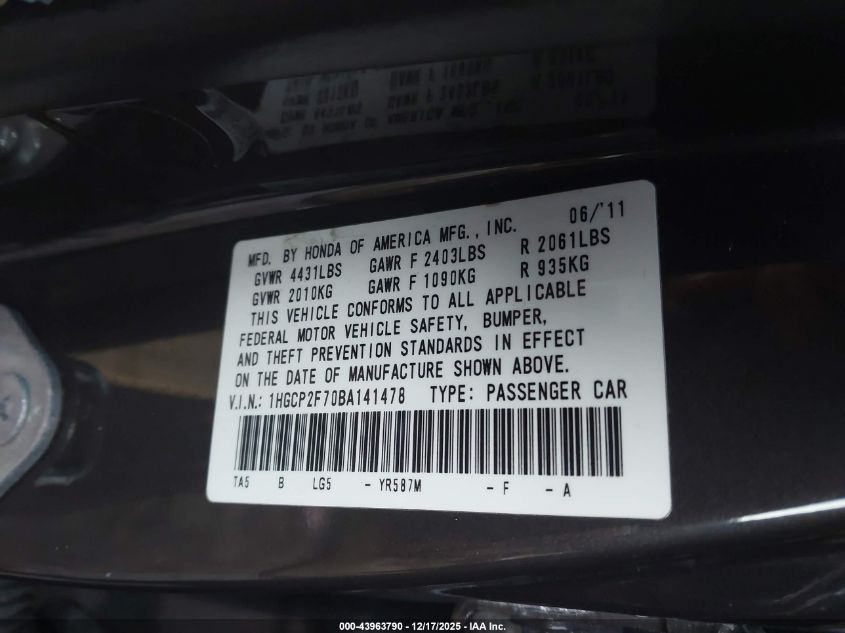 MFD. BY HONDA OF AMERICA MFG., INC. 06/'11
GVWR 4431LBS GAWR F 2403LBS R 2061LBS
GVWR 2010KG GAWR F 1090KG R 935KG
THIS VEHICLE CONFORMS TO ALL APPLICABLE
FEDERAL MOTOR VEHICLE SAFETY, BUMPER,
AND THEFT PREVENTION STANDARDS IN EFFECT
ON THE DATE OF MANUFACTURE SHOWN ABOVE.
V.I.N.: 1HGCP2F70BA141478 TYPE: PASSENGER CAR
TA5 B LG5 - YR587M - F - A
000-43963790 - 12/17/2025 - IAA Inc.